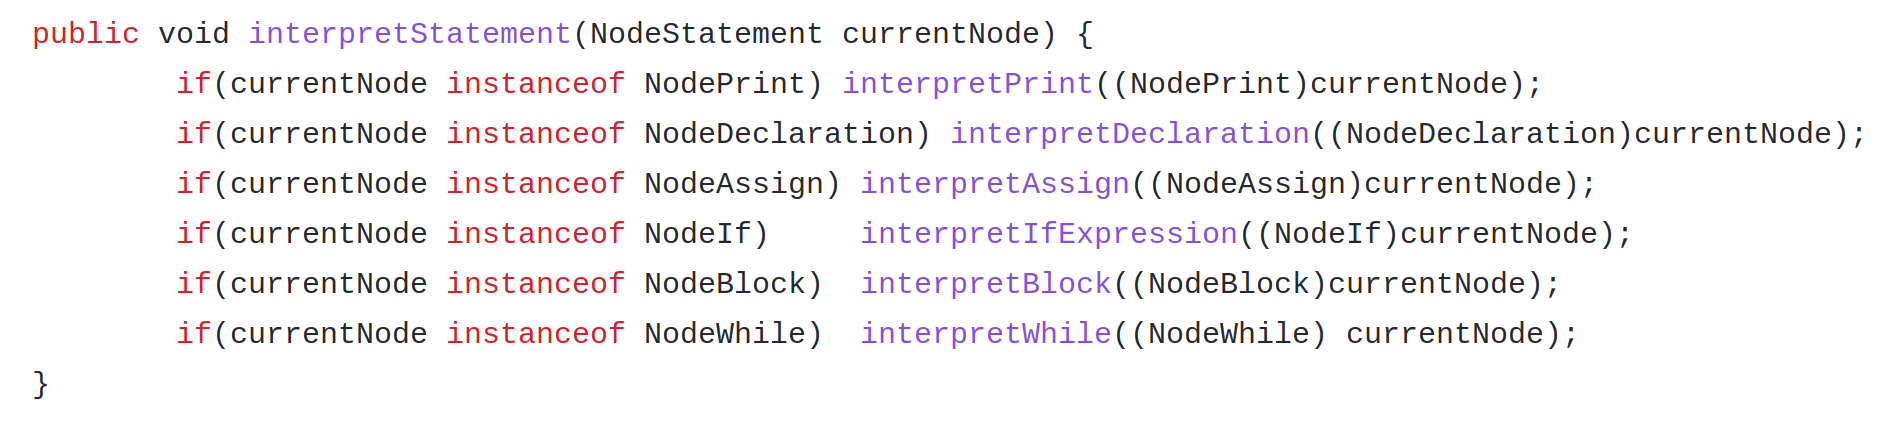 public void interpretStatement(NodeStatement currentNode) {
        if(currentNode instanceof NodePrint) interpretPrint((NodePrint)currentNode);
        if(currentNode instanceof NodeDeclaration) interpretDeclaration((NodeDeclaration)currentNode);
        if(currentNode instanceof NodeAssign) interpretAssign((NodeAssign)currentNode);
        if(currentNode instanceof NodeIf)     interpretIfExpression((NodeIf)currentNode);
        if(currentNode instanceof NodeBlock)  interpretBlock((NodeBlock)currentNode);
        if(currentNode instanceof NodeWhile)  interpretWhile((NodeWhile) currentNode);
}